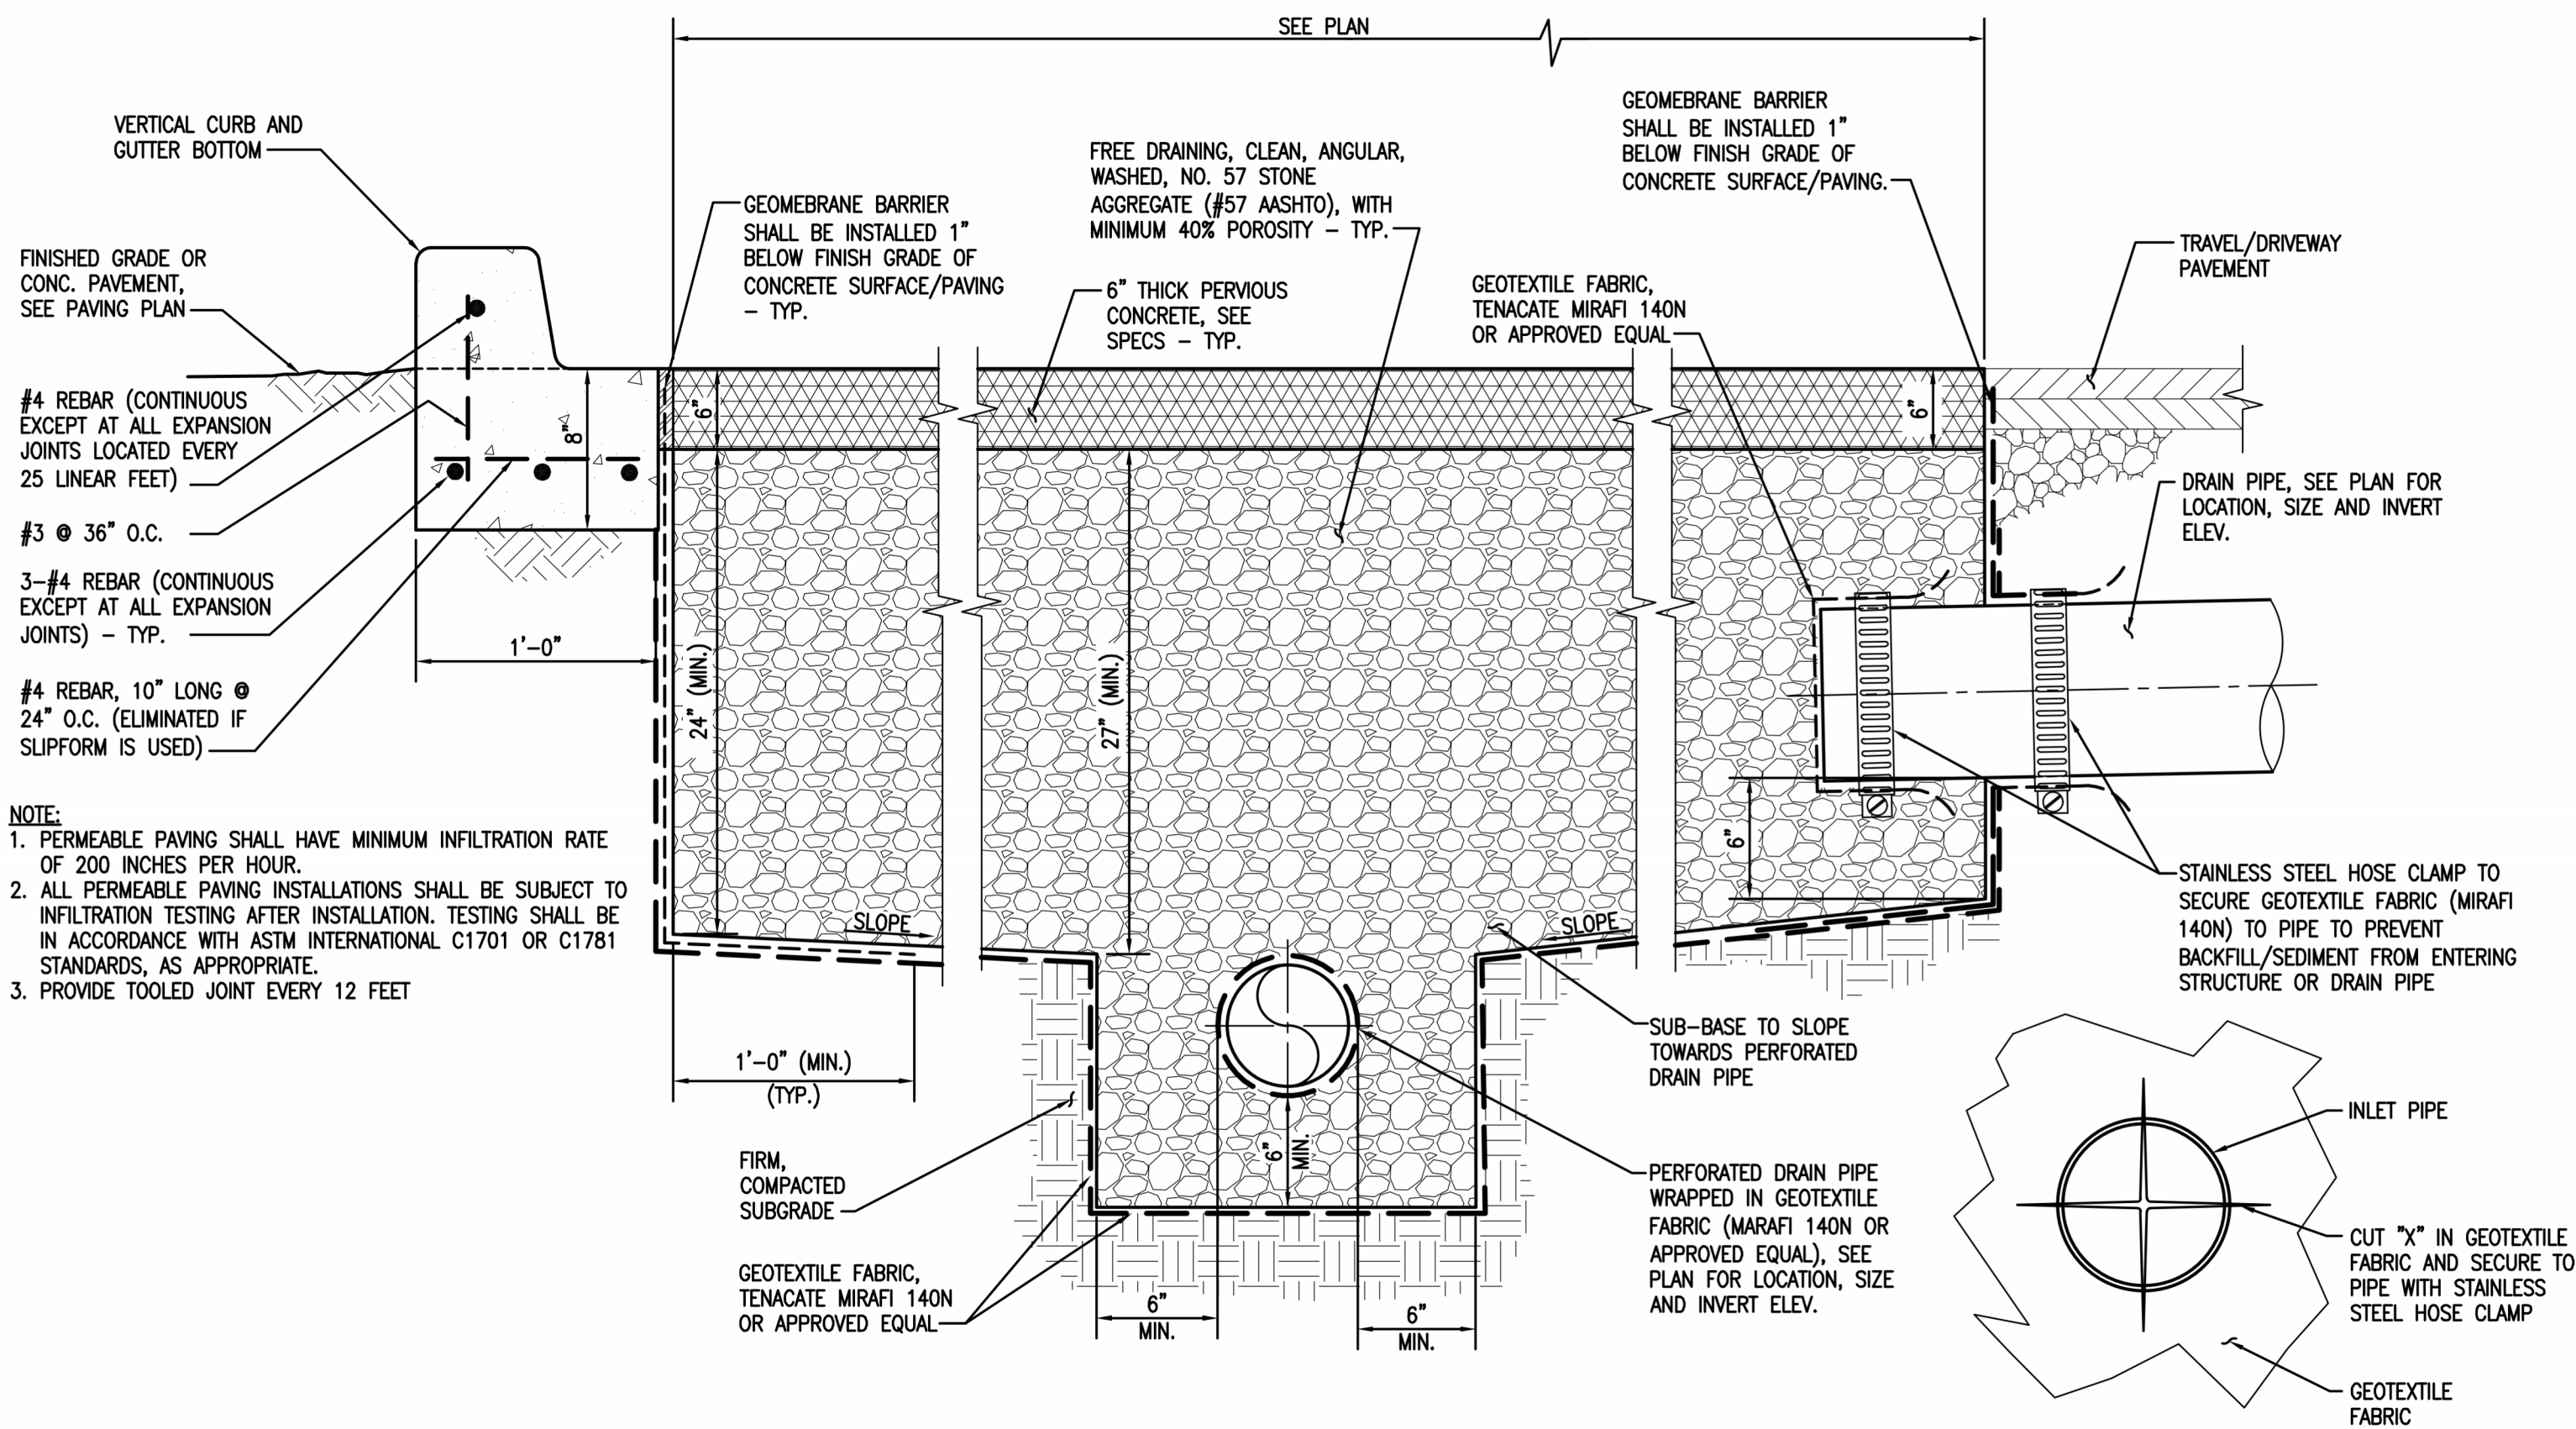 SEE PLAN
VERTICAL CURB AND
GUTTER BOTTOM
FINISHED GRADE OR
CONC. PAVEMENT,
SEE PAVING PLAN
#4 REBAR (CONTINUOUS
EXCEPT AT ALL EXPANSION
JOINTS LOCATED EVERY
25 LINEAR FEET)
#3 @ 36" O.C.
3-#4 REBAR (CONTINUOUS
EXCEPT AT ALL EXPANSION
JOINTS) - TYP.
#4 REBAR, 10" LONG @
24" O.C. (ELIMINATED IF
SLIPFORM IS USED)
8"
1'-0"
GEOMEBRANE BARRIER
SHALL BE INSTALLED 1"
BELOW FINISH GRADE OF
CONCRETE SURFACE/PAVING
- TYP.
FREE DRAINING, CLEAN, ANGULAR,
WASHED, NO. 57 STONE
AGGREGATE (#57 AASHTO), WITH
MINIMUM 40% POROSITY - TYP.
6" THICK PERVIOUS
CONCRETE, SEE
SPECS - TYP.
GEOTEXTILE FABRIC,
TENACATE MIRAFI 140N
OR APPROVED EQUAL
GEOMEBRANE BARRIER
SHALL BE INSTALLED 1"
BELOW FINISH GRADE OF
CONCRETE SURFACE/PAVING.
TRAVEL/DRIVEWAY
PAVEMENT
DRAIN PIPE, SEE PLAN FOR
LOCATION, SIZE AND INVERT
ELEV.
6"
6"
24" (MIN.)
27" (MIN.)
6"
SLOPE
SLOPE
1'-0" (MIN.)
(TYP.)
6"
MIN.
6"
MIN.
6"
MIN.
NOTE:
1. PERMEABLE PAVING SHALL HAVE MINIMUM INFILTRATION RATE
OF 200 INCHES PER HOUR.
2. ALL PERMEABLE PAVING INSTALLATIONS SHALL BE SUBJECT TO
INFILTRATION TESTING AFTER INSTALLATION. TESTING SHALL BE
IN ACCORDANCE WITH ASTM INTERNATIONAL C1701 OR C1781
STANDARDS, AS APPROPRIATE.
3. PROVIDE TOOLED JOINT EVERY 12 FEET
FIRM,
COMPACTED
SUBGRADE
GEOTEXTILE FABRIC,
TENACATE MIRAFI 140N
OR APPROVED EQUAL
SUB-BASE TO SLOPE
TOWARDS PERFORATED
DRAIN PIPE
PERFORATED DRAIN PIPE
WRAPPED IN GEOTEXTILE
FABRIC (MARAFI 140N OR
APPROVED EQUAL), SEE
PLAN FOR LOCATION, SIZE
AND INVERT ELEV.
STAINLESS STEEL HOSE CLAMP TO
SECURE GEOTEXTILE FABRIC (MIRAFI
140N) TO PIPE TO PREVENT
BACKFILL/SEDIMENT FROM ENTERING
STRUCTURE OR DRAIN PIPE
INLET PIPE
CUT "X" IN GEOTEXTILE
FABRIC AND SECURE TO
PIPE WITH STAINLESS
STEEL HOSE CLAMP
GEOTEXTILE
FABRIC